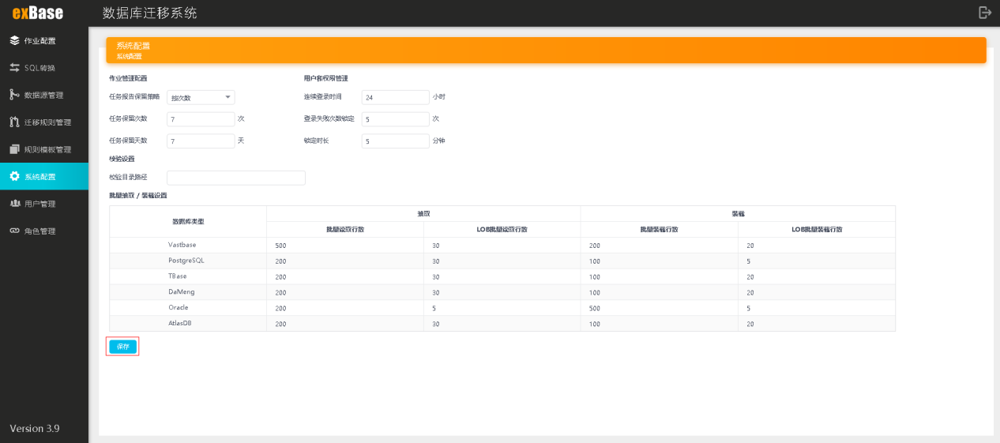 exBase
数据库迁移系统
作业配置
SQL转换
数据源管理
迁移规则管理
规则模板管理
系统配置
用户管理
角色管理
Version 3.9
系统配置
系统配置
作业管理配置 用户和权限管理
任务报告保留策略 按次数 连续登录时间 24 小时
任务保留次数 7 次 登录失败次数锁定 5 次
任务保留天数 7 天 锁定时长 5 分钟
校验设置
校验目录路径
批量抽取 / 装载设置
数据库类型 抽取 装载
批量读取行数 LOB批量读取行数 批量装载行数 LOB批量装载行数
Vastbase 500 30 200 20
PostgreSQL 200 30 100 5
TBase 200 30 100 20
DaMeng 200 30 100 20
Oracle 200 5 500 5
AtlasDB 200 30 100 20
保存